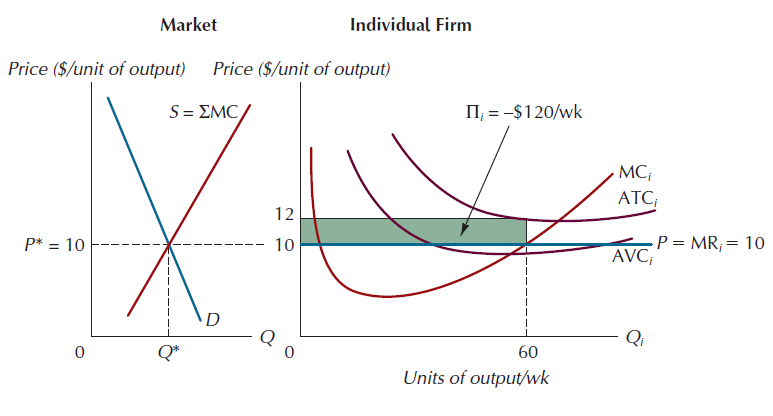 Market
Individual Firm
Price ($/unit of output)
Price ($/unit of output)
S = ΣMC
Πᵢ = –$120/wk
MCᵢ
ATCᵢ
12
P* = 10
10
P = MRᵢ = 10
AVCᵢ
D
Q
Qᵢ
0
Q*
0
60
Units of output/wk